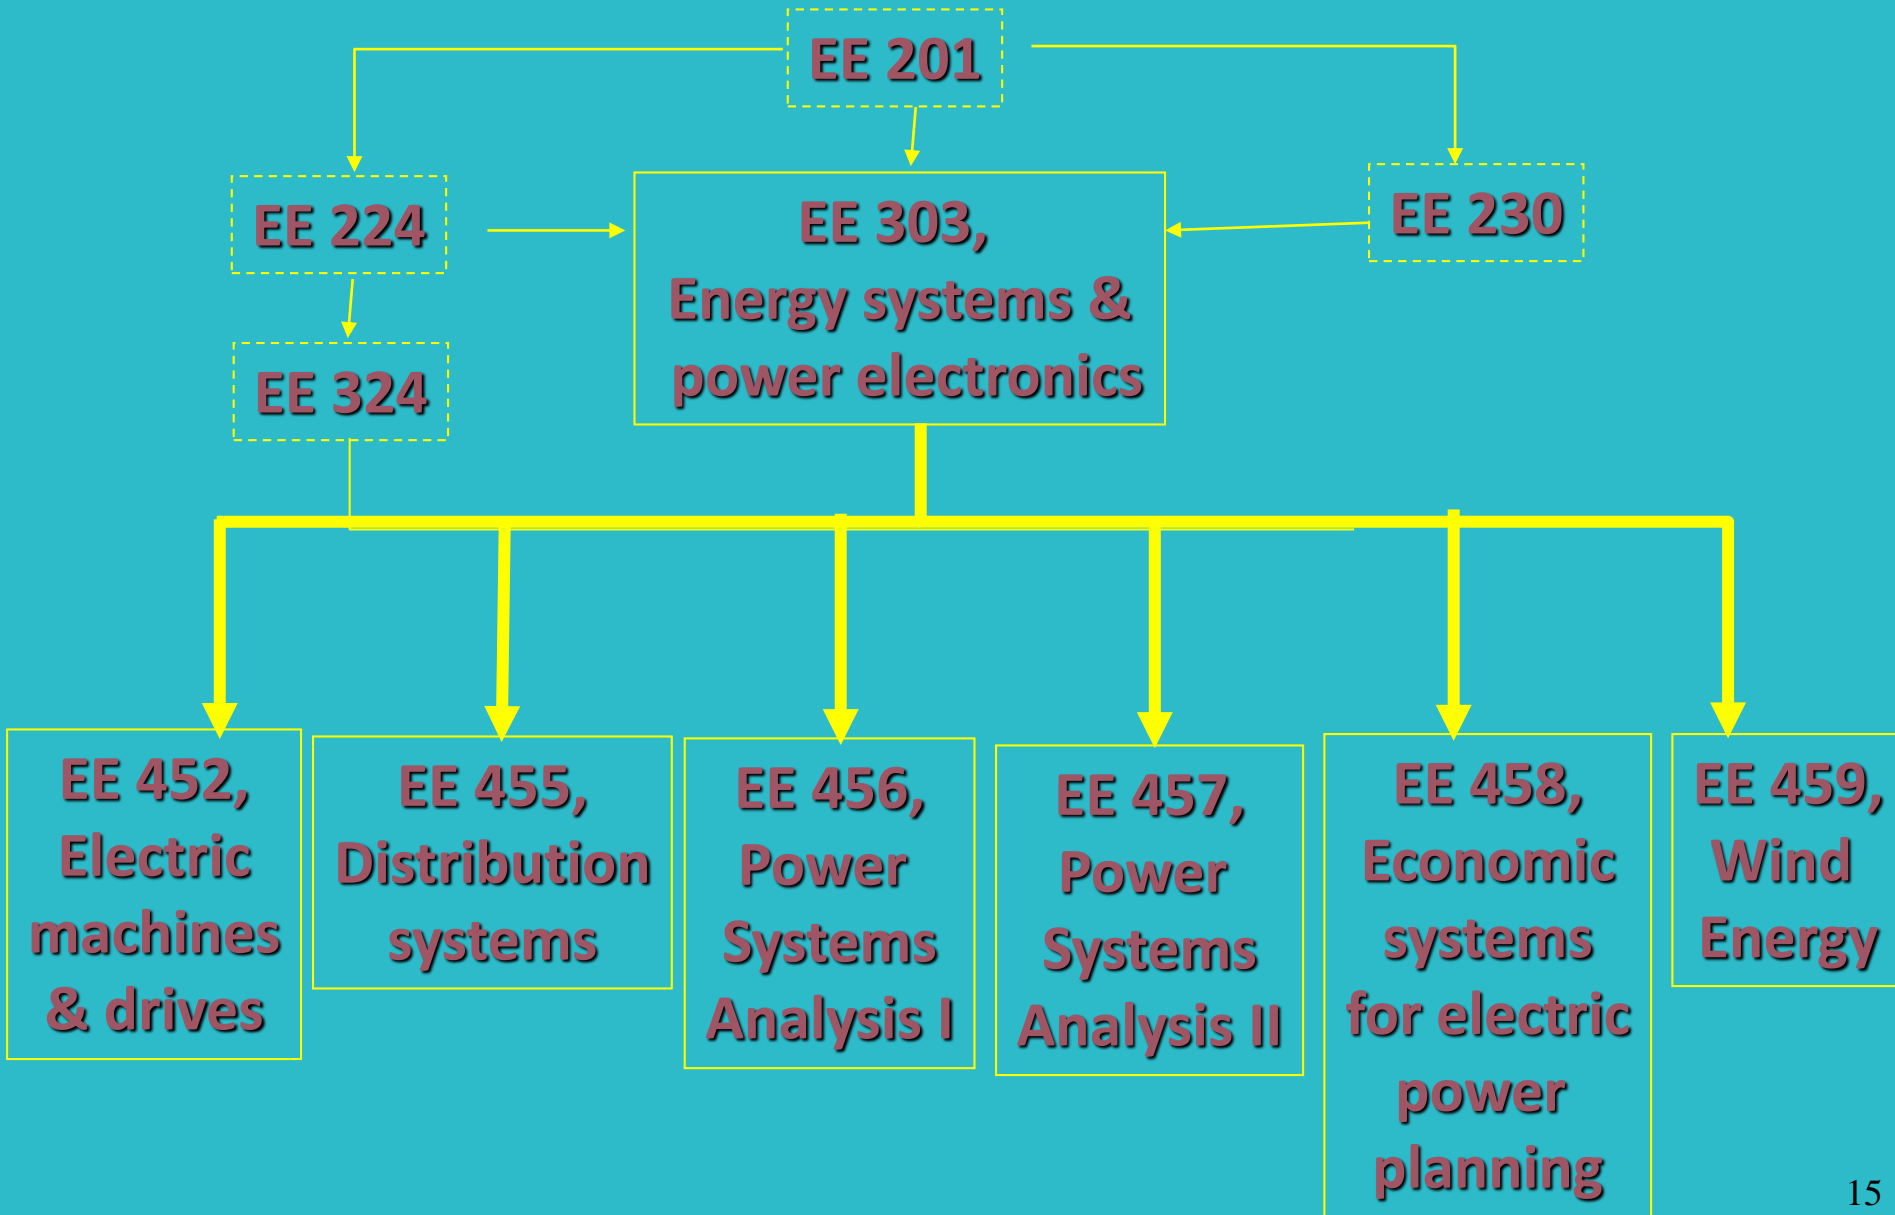 EE 201
EE 224
EE 303,
Energy systems &
power electronics
EE 230
EE 324
EE 452,
Electric
machines
& drives
EE 455,
Distribution
systems
EE 456,
Power
Systems
Analysis I
EE 457,
Power
Systems
Analysis II
EE 458,
Economic
systems
for electric
power
planning
EE 459,
Wind
Energy
15